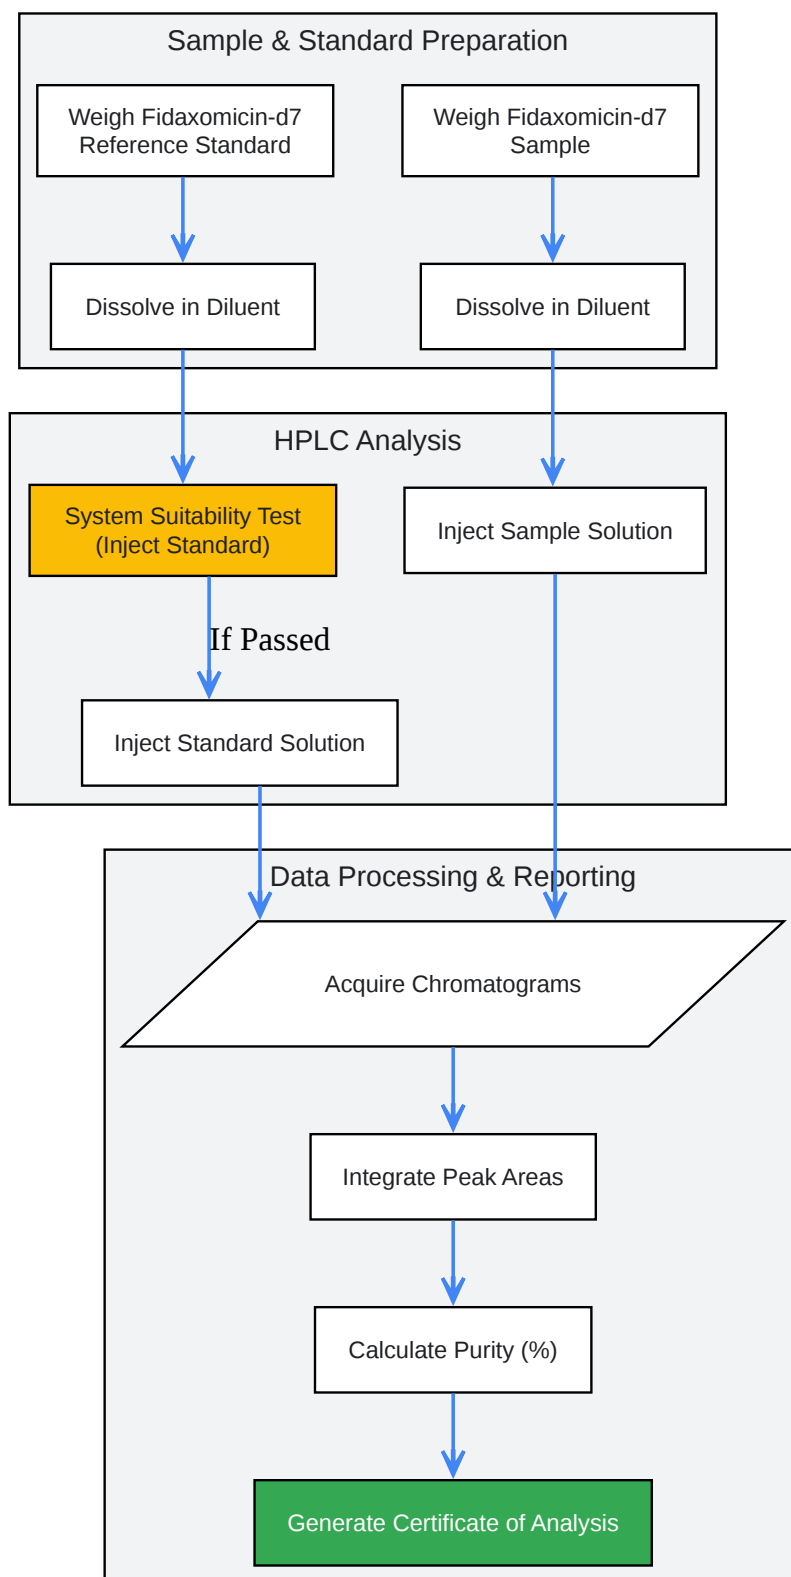 Sample & Standard Preparation
Weigh Fidaxomicin-d7
Reference Standard
Weigh Fidaxomicin-d7
Sample
Dissolve in Diluent
Dissolve in Diluent
HPLC Analysis
System Suitability Test
(Inject Standard)
Inject Sample Solution
If Passed
Inject Standard Solution
Data Processing & Reporting
Acquire Chromatograms
Integrate Peak Areas
Calculate Purity (%)
Generate Certificate of Analysis